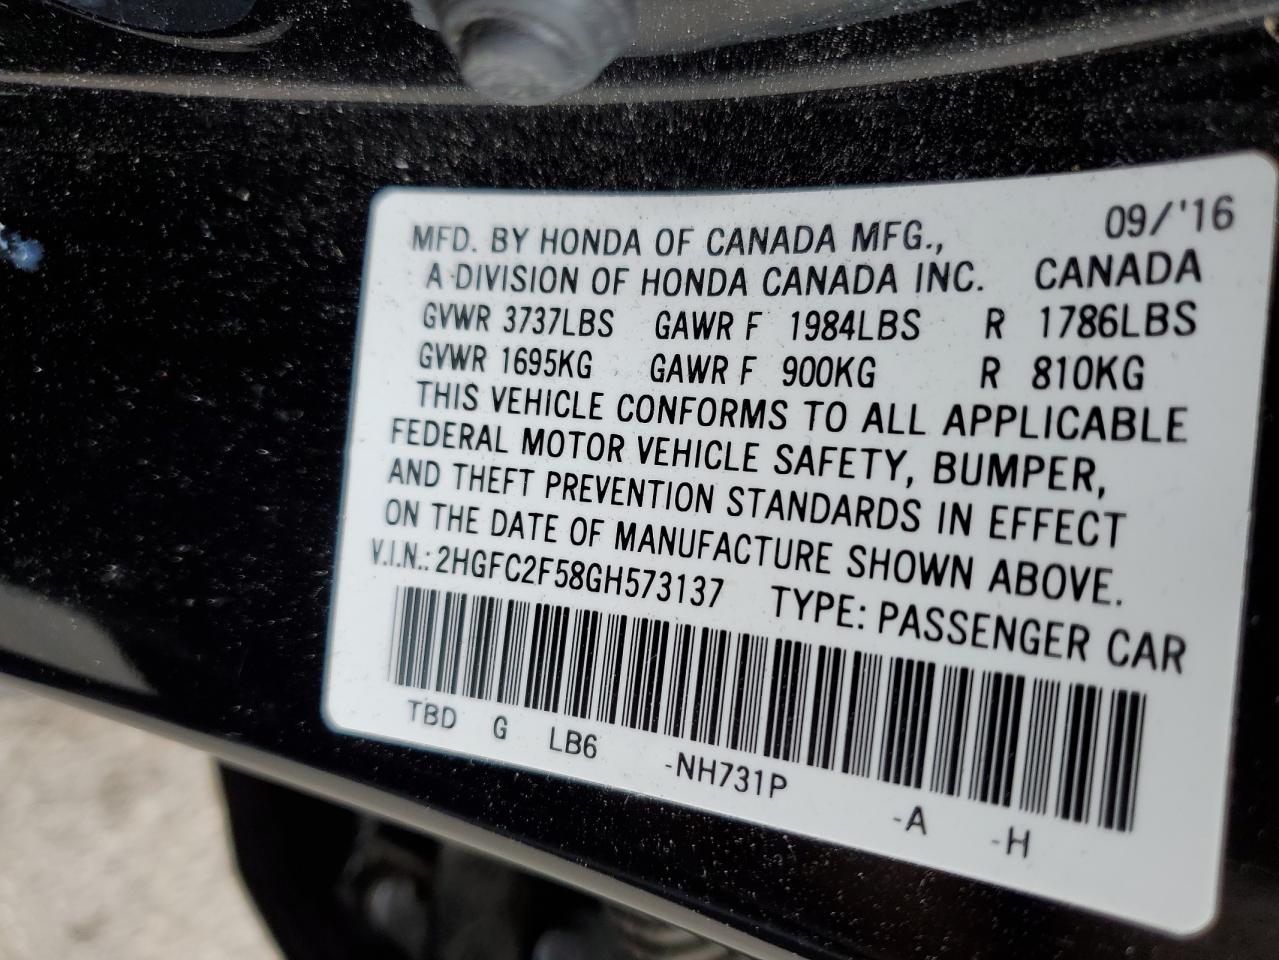 09/'16
MFD. BY HONDA OF CANADA MFG.,
A DIVISION OF HONDA CANADA INC. CANADA
GVWR 3737LBS GAWR F 1984LBS R 1786LBS
GVWR 1695KG GAWR F 900KG R 810KG
THIS VEHICLE CONFORMS TO ALL APPLICABLE
FEDERAL MOTOR VEHICLE SAFETY, BUMPER,
AND THEFT PREVENTION STANDARDS IN EFFECT
ON THE DATE OF MANUFACTURE SHOWN ABOVE.
V.I.N.: 2HGFC2F58GH573137 TYPE: PASSENGER CAR
TBD G LB6 -NH731P -A -H